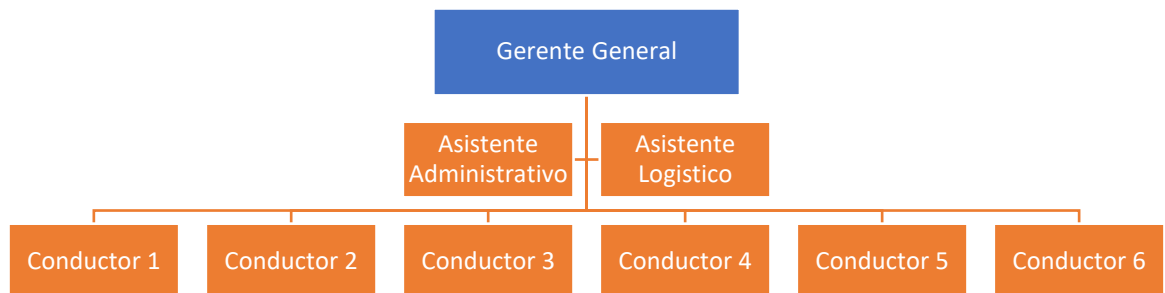 Gerente General
Asistente
Administrativo
Asistente
Logistico
Conductor 1
Conductor 2
Conductor 3
Conductor 4
Conductor 5
Conductor 6